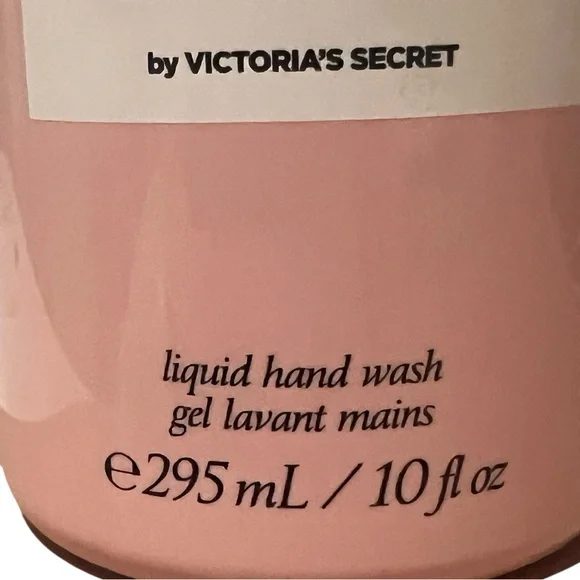 by VICTORIA'S SECRET
liquid hand wash
gel lavant mains
℮295 mL / 10 fl oz